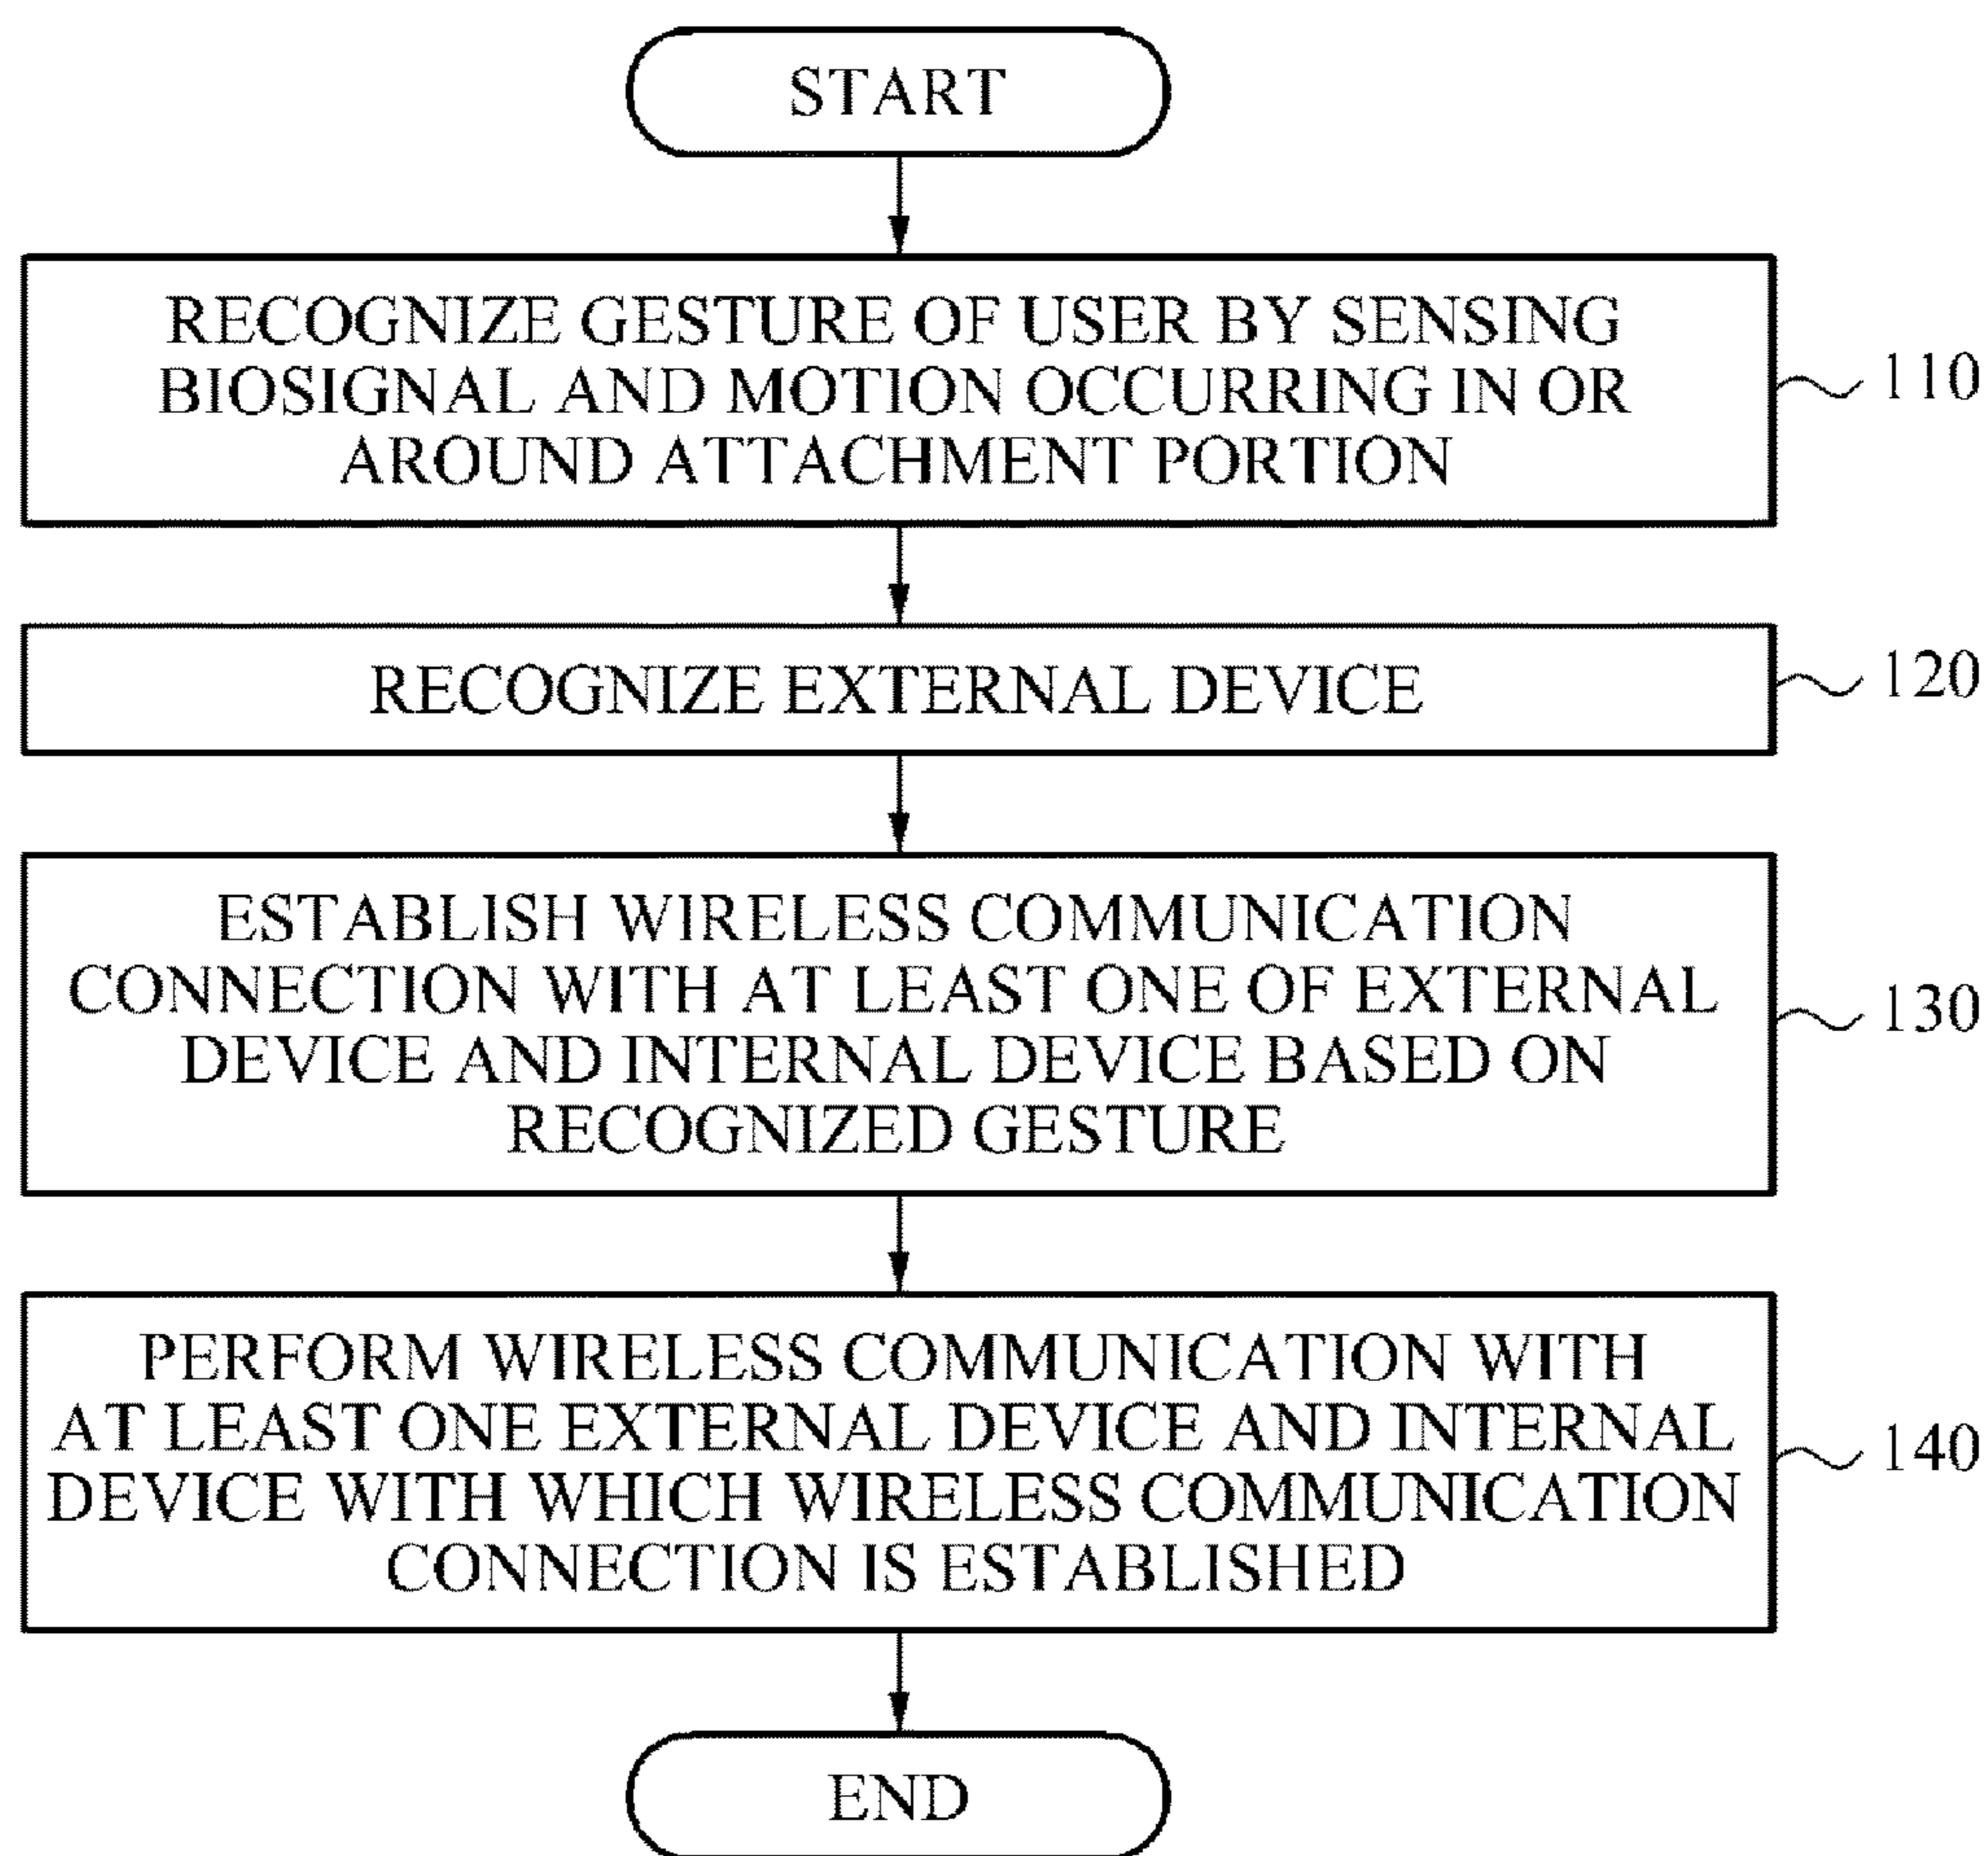 START
RECOGNIZE GESTURE OF USER BY SENSING
BIOSIGNAL AND MOTION OCCURRING IN OR
AROUND ATTACHMENT PORTION
110
RECOGNIZE EXTERNAL DEVICE
120
ESTABLISH WIRELESS COMMUNICATION
CONNECTION WITH AT LEAST ONE OF EXTERNAL
DEVICE AND INTERNAL DEVICE BASED ON
RECOGNIZED GESTURE
130
PERFORM WIRELESS COMMUNICATION WITH
AT LEAST ONE EXTERNAL DEVICE AND INTERNAL
DEVICE WITH WHICH WIRELESS COMMUNICATION
CONNECTION IS ESTABLISHED
140
END